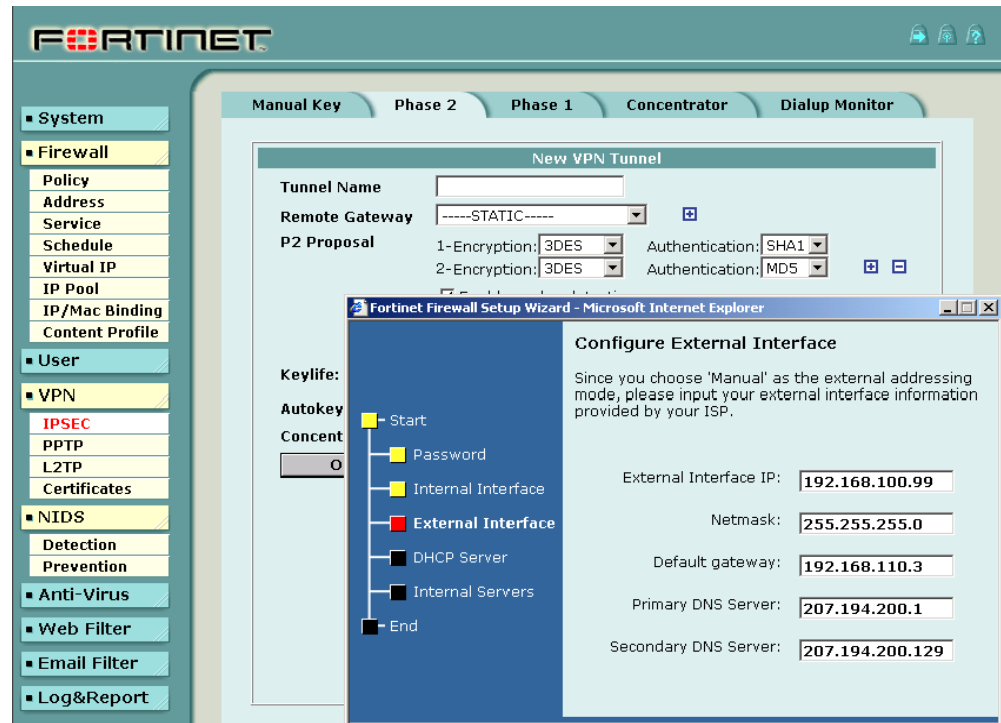 FORTINET
System
Firewall
Policy
Address
Service
Schedule
Virtual IP
IP Pool
IP/Mac Binding
Content Profile
User
VPN
IPSEC
PPTP
L2TP
Certificates
NIDS
Detection
Prevention
Anti-Virus
Web Filter
Email Filter
Log&Report
Manual Key Phase 2 Phase 1 Concentrator Dialup Monitor
New VPN Tunnel
Tunnel Name
Remote Gateway -----STATIC-----
P2 Proposal 1-Encryption: 3DES Authentication: SHA1
2-Encryption: 3DES Authentication: MD5
Keylife:
Autokey
Concent
O
Fortinet Firewall Setup Wizard - Microsoft Internet Explorer
Start
Password
Internal Interface
External Interface
DHCP Server
Internal Servers
End
Configure External Interface
Since you choose 'Manual' as the external addressing
mode, please input your external interface information
provided by your ISP.
External Interface IP: 192.168.100.99
Netmask: 255.255.255.0
Default gateway: 192.168.110.3
Primary DNS Server: 207.194.200.1
Secondary DNS Server: 207.194.200.129